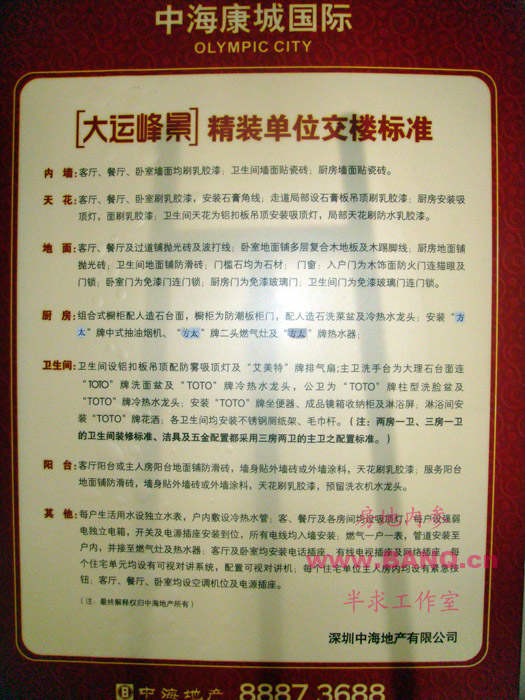 中海康城国际
OLYMPIC CITY
[大运峰景] 精装单位交楼标准
内 墙：客厅、餐厅、卧室墙面均刷乳胶漆；卫生间墙面贴瓷砖；厨房墙面贴瓷砖。
天 花：客厅、餐厅、卧室刷乳胶漆，安装石膏角线；走道局部设石膏板吊顶刷乳胶漆；厨房安装吸
顶灯，面刷乳胶漆；卫生间天花为铝扣板吊顶安装吸顶灯，局部天花刷防水乳胶漆。
地 面：客厅、餐厅及过道铺抛光砖及波打线；卧室地面铺多层复合木地板及木踢脚线；厨房地面铺
抛光砖；卫生间地面铺防滑砖；门槛石均为石材； 门窗：入户门为木饰面防火门连猫眼及
门锁；卧室门为免漆门连门锁；厨房门为免漆玻璃门；卫生间门为免漆玻璃门连门锁。
厨 房：组合式橱柜配人造石台面，橱柜为防潮板柜门，配人造石洗菜盆及冷热水龙头；安装“方
太”牌中式抽油烟机、“方太”牌二头燃气灶及“方太”牌热水器；
卫生间：卫生间设铝扣板吊顶配防雾吸顶灯及“艾美特”牌排气扇；主卫洗手台为大理石台面连
“TOTO”牌洗面盆及“TOTO”牌冷热水龙头，公卫为“TOTO”牌柱型洗脸盆及
“TOTO”牌冷热水龙头；安装“TOTO”牌坐便器、成品镜箱收纳柜及淋浴屏；淋浴间安
装“TOTO”牌花洒；各卫生间均安装不锈钢厕纸架、毛巾杆。（注：两房一卫、三房一卫
的卫生间装修标准、洁具及五金配置都采用三房两卫的主卫之配置标准。）
阳 台：客厅阳台或主人房阳台地面铺防滑砖，墙身贴外墙砖或外墙涂料，天花刷乳胶漆；服务阳台
地面铺防滑砖，墙身贴外墙砖或外墙涂料，天花刷乳胶漆，预留洗衣机水龙头。
其 他：每户生活用水设独立水表，户内敷设冷热水管；客、餐厅及各房间均设吸顶灯，每户设强弱
电独立电箱，开关及电源插座安装到位，所有电线均入墙安装；燃气一户一表，管道安装至
户内，并接至燃气灶及热水器；客厅及卧室均安装电话插座、有线电视插座及网络插座。每
个住宅单元均设有可视对讲系统，配置可视对讲机；每个住宅单位主人房内均设有紧急按
钮；客厅、餐厅、卧室均设空调机位及电源插座。
（注：最终解释权归中海地产所有）
房地内参
www.BANQ.cn
半求工作室
深圳中海地产有限公司
中海地产 8887 3688